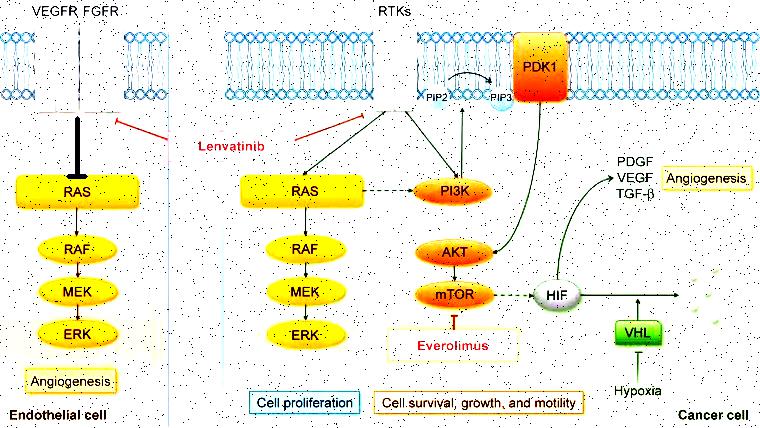 VEGFR FGFR
RTKs
PDK1
PIP2
PIP3
Lenvatinib
PDGF
VEGF
TGF-β
Angiogenesis
RAS
RAS
PI3K
RAF
RAF
AKT
MEK
MEK
mTOR
HIF
ERK
ERK
Everolimus
VHL
Angiogenesis
Hypoxia
Cell proliferation
Cell survival, growth, and motility
Endothelial cell
Cancer cell